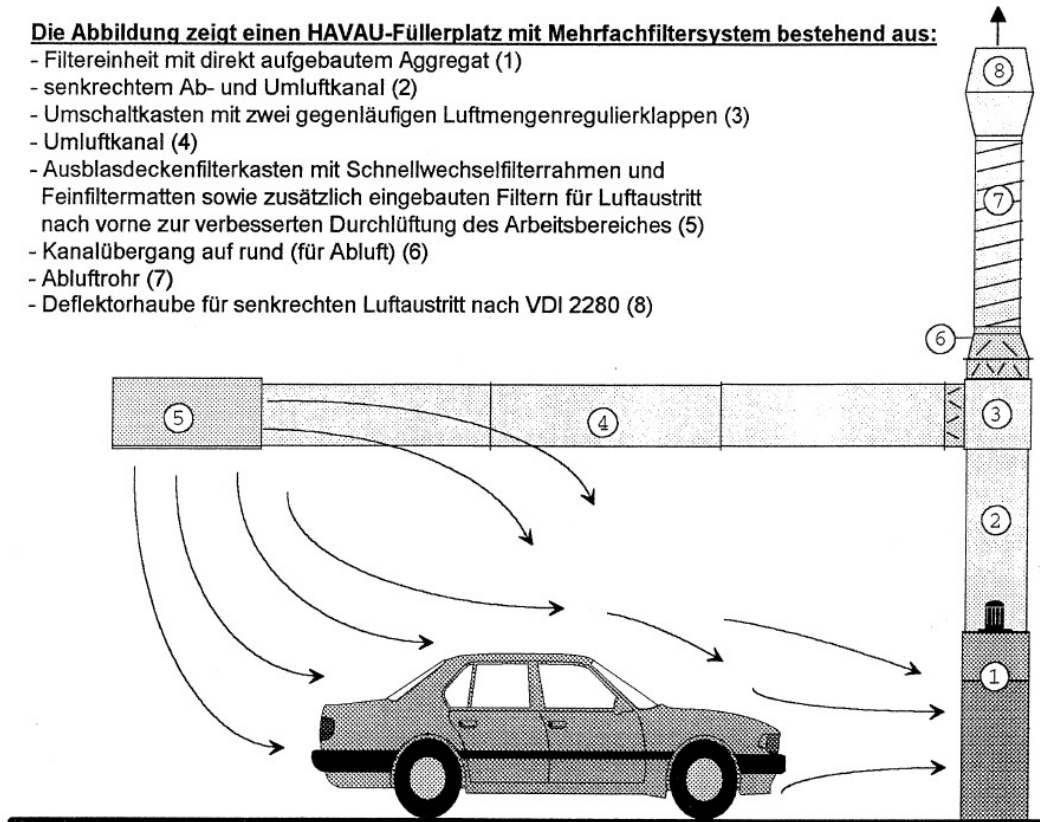 Die Abbildung zeigt einen HAVAU-Füllerplatz mit Mehrfachfiltersystem bestehend aus:
- Filtereinheit mit direkt aufgebautem Aggregat (1)
- senkrechtem Ab- und Umluftkanal (2)
- Umschaltkasten mit zwei gegenläufigen Luftmengenregulierklappen (3)
- Umluftkanal (4)
- Ausblasdeckenfilterkasten mit Schnellwechselfilterrahmen und
Feinfiltermatten sowie zusätzlich eingebauten Filtern für Luftaustritt
nach vorne zur verbesserten Durchlüftung des Arbeitsbereiches (5)
- Kanalübergang auf rund (für Abluft) (6)
- Abluftrohr (7)
- Deflektorhaube für senkrechten Luftaustritt nach VDI 2280 (8)
8
7
6
5
4
3
2
1